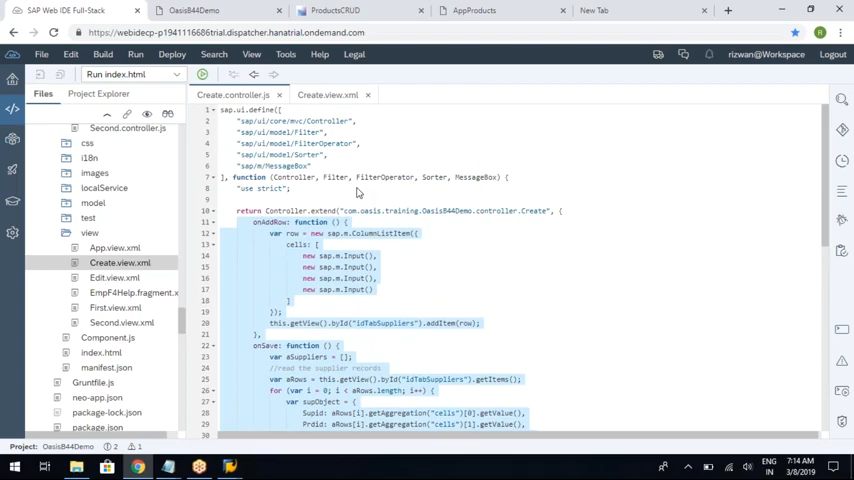 SAP Web IDE Full-Stack
OasisB44Demo
ProductsCRUD
AppProducts
New Tab
https://webidecp-p1941116686trial.dispatcher.hanatrial.ondemand.com
File Edit Build Run Deploy Search View Tools Help Legal
rizwan@Workspace Logout
Run index.html
Files Project Explorer
Create.controller.js
Create.view.xml
Second.controller.js
css
i18n
images
localService
model
test
view
App.view.xml
Create.view.xml
Edit.view.xml
EmpF4Help.fragment.x
First.view.xml
Second.view.xml
Component.js
index.html
manifest.json
Gruntfile.js
neo-app.json
package-lock.json
package.json
1 sap.ui.define([
2 "sap/ui/core/mvc/Controller",
3 "sap/ui/model/Filter",
4 "sap/ui/model/FilterOperator",
5 "sap/ui/model/Sorter",
6 "sap/m/MessageBox"
7 ], function (Controller, Filter, FilterOperator, Sorter, MessageBox) {
8 "use strict";
9
10 return Controller.extend("com.oasis.training.OasisB44Demo.controller.Create", {
11 onAddRow: function () {
12 var row = new sap.m.ColumnListItem({
13 cells: [
14 new sap.m.Input(),
15 new sap.m.Input(),
16 new sap.m.Input(),
17 new sap.m.Input()
18 ]
19 });
20 this.getView().byId("idTabSuppliers").addItem(row);
21 },
22 onSave: function () {
23 var aSuppliers = [];
24 //read the supplier records
25 var aRows = this.getView().byId("idTabSuppliers").getItems();
26 for (var i = 0; i < aRows.length; i++) {
27 var supObject = {
28 Supid: aRows[i].getAggregation("cells")[0].getValue(),
29 Prdid: aRows[i].getAggregation("cells")[1].getValue(),
30
Project: OasisB44Demo 2 1
ENG
IN
7:14 AM
3/8/2019